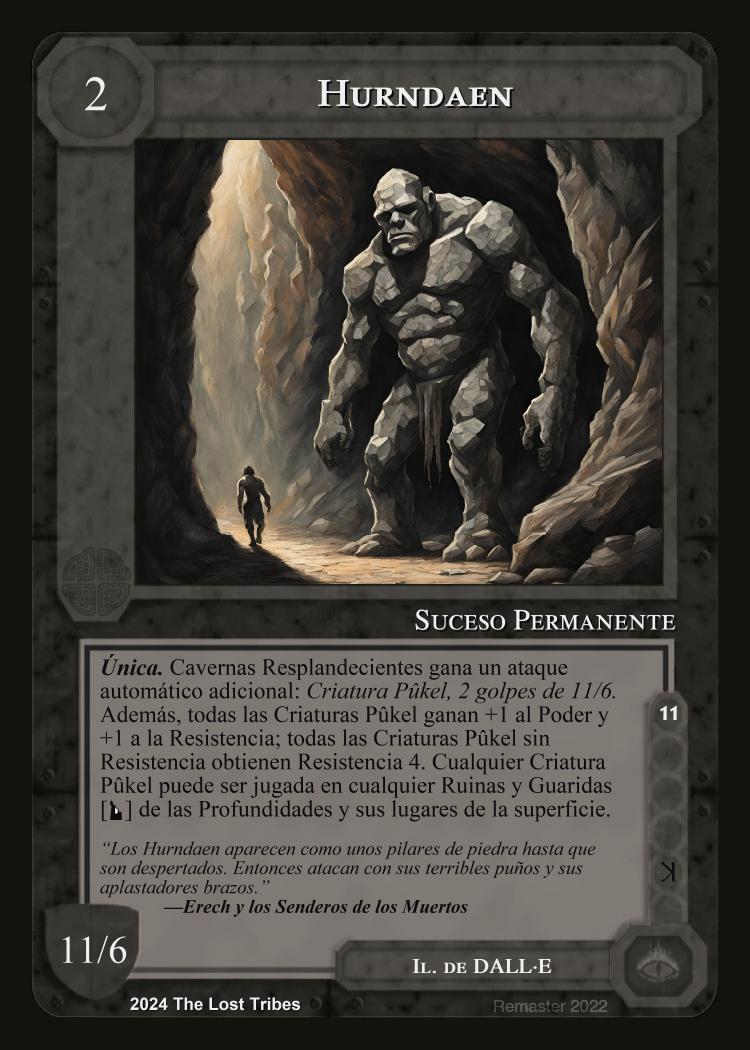 2
Hurndaen
Suceso Permanente
Única. Cavernas Resplandecientes gana un ataque
automático adicional: Criatura Pûkel, 2 golpes de 11/6.
Además, todas las Criaturas Pûkel ganan +1 al Poder y
+1 a la Resistencia; todas las Criaturas Pûkel sin
Resistencia obtienen Resistencia 4. Cualquier Criatura
Pûkel puede ser jugada en cualquier Ruinas y Guaridas
[ ] de las Profundidades y sus lugares de la superficie.
11
“Los Hurndaen aparecen como unos pilares de piedra hasta que
son despertados. Entonces atacan con sus terribles puños y sus
aplastadores brazos.”
—Erech y los Senderos de los Muertos
11/6
Il. de DALL·E
2024 The Lost Tribes
Remaster 2022